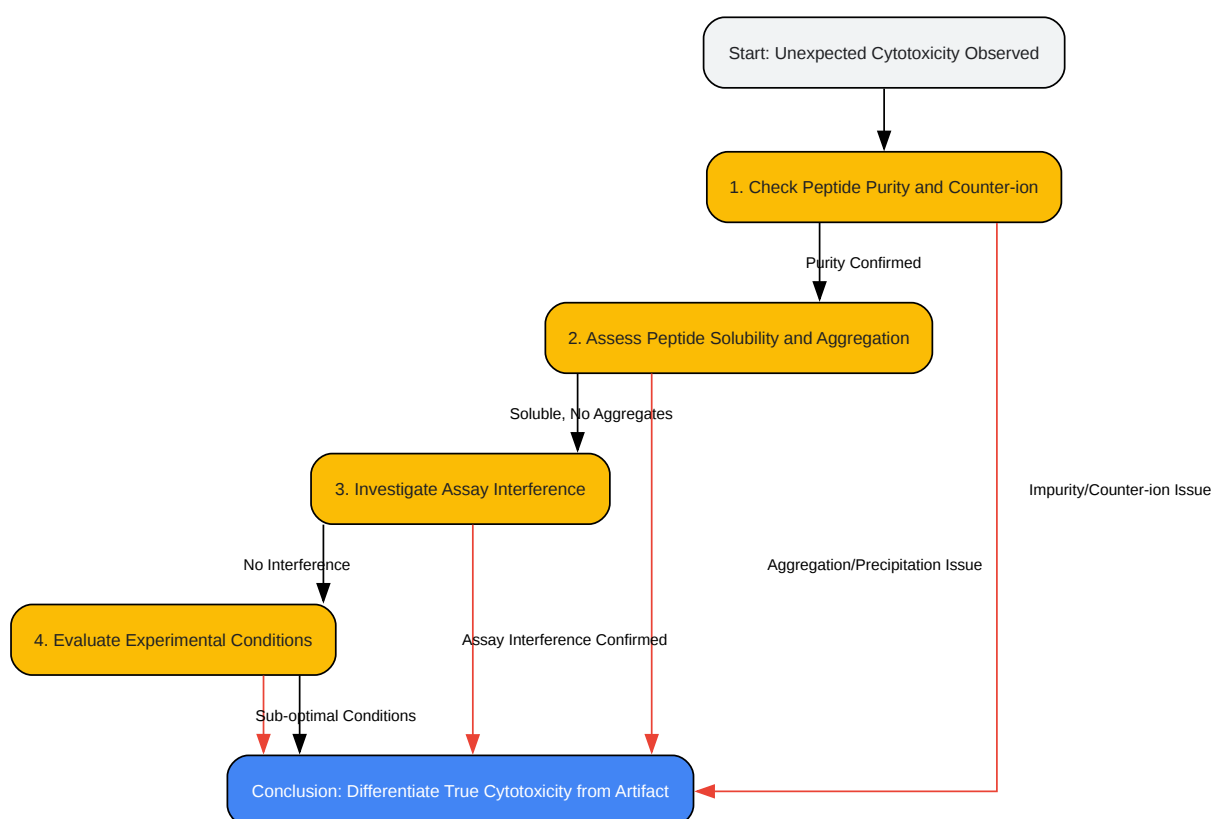 Start: Unexpected Cytotoxicity Observed
1. Check Peptide Purity and Counter-ion
Purity Confirmed
2. Assess Peptide Solubility and Aggregation
Soluble, No Aggregates
3. Investigate Assay Interference
Impurity/Counter-ion Issue
No Interference
Aggregation/Precipitation Issue
4. Evaluate Experimental Conditions
Assay Interference Confirmed
Sub-optimal Conditions
Conclusion: Differentiate True Cytotoxicity from Artifact